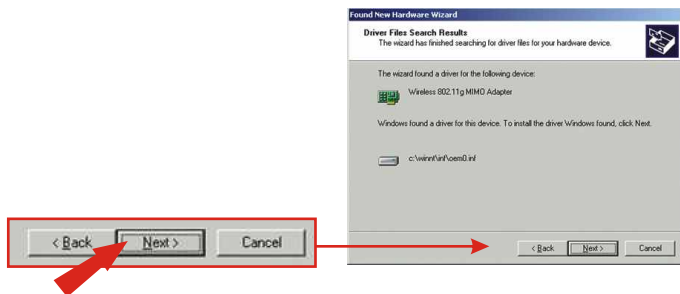 Found New Hardware Wizard
Driver Files Search Results
The wizard has finished searching for driver files for your hardware device.
The wizard found a driver for the following device:
Wireless 802.11g MIMO Adapter
Windows found a driver for this device. To install the driver Windows found, click Next.
c:\winnt\inf\oem0.inf
< Back Next > Cancel
< Back Next > Cancel